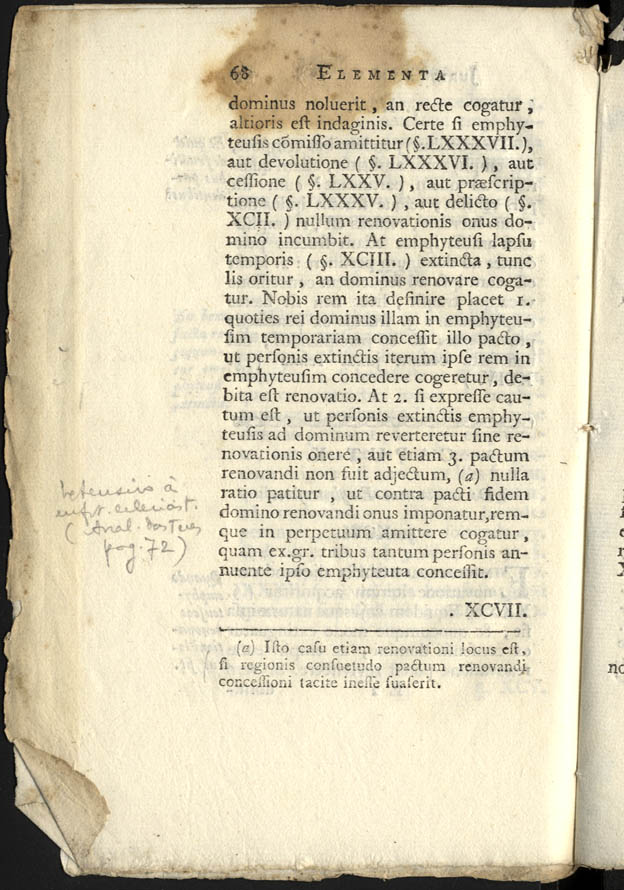 68 ELEMENTA
dominus noluerit , an recte cogatur ,
altioris eſt indaginis. Certe ſi emphy-
teuſis cõmiſſo amittitur (§. LXXXVII. ),
aut devolutione ( §. LXXXVI. ) , aut
ceſſione ( §. LXXV. ) , aut præſcrip-
tione ( §. LXXXV. ) , aut delicto ( §.
XCII. ) nullum renovationis onus do-
mino incumbit. At emphyteuſi lapſu
temporis ( §. XCIII. ) extincta , tunc
lis oritur , an dominus renovare coga-
tur. Nobis rem ita definire placet 1.
quoties rei dominus illam in emphyteu-
ſim temporariam conceſſit illo pacto ,
ut perſonis extinctis iterum ipſe rem in
emphyteuſim concedere cogeretur , de-
bita eſt renovatio. At 2. ſi expreſſe cau-
tum eſt , ut perſonis extinctis emphy-
teuſis ad dominum reverteretur ſine re-
novationis onere , aut etiam 3. pactum
renovandi non fuit adjectum, (a) nulla
ratio patitur , ut contra pacti fidem
domino renovandi onus imponatur,rem-
que in perpetuum amittere cogatur ,
quam ex.gr. tribus tantum perſonis an-
nuente ipſo emphyteuta conceſſit.
. XCVII.
(a) Iſto caſu etiam renovationi locus eſt,
ſi regionis conſuetudo pactum renovandi
conceſſioni tacite ineſſe ſuaſerit.
à
(
pag. 72)